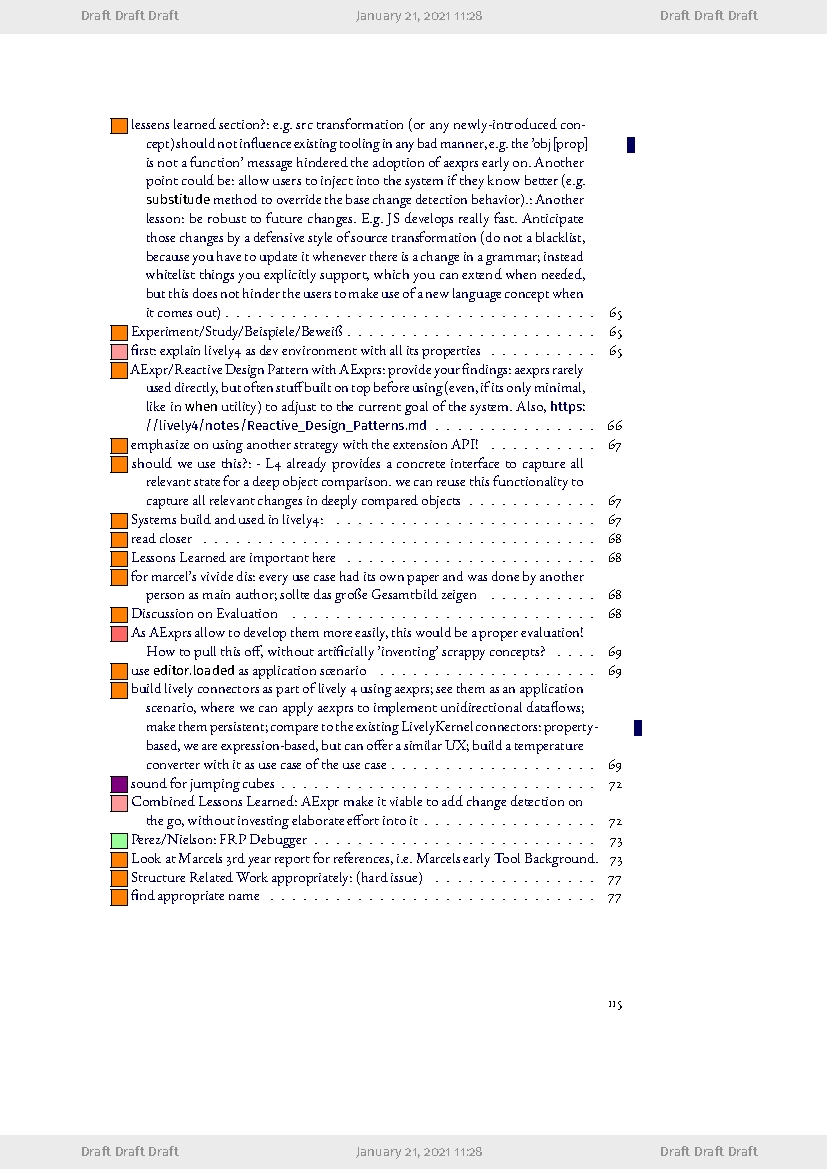 Draft Draft Draft January 21, 2021 11:28 Draft Draft Draft
lessens learned section?: e.g. src transformation (or any newly-introduced con-
cept) should not influence existing tooling in any bad manner, e.g. the 'obj[prop]
is not a function' message hindered the adoption of aexprs early on. Another
point could be: allow users to inject into the system if they know better (e.g.
substitude method to override the base change detection behavior).: Another
lesson: be robust to future changes. E.g. JS develops really fast. Anticipate
those changes by a defensive style of source transformation (do not a blacklist,
because you have to update it whenever there is a change in a grammar; instead
whitelist things you explicitly support, which you can extend when needed,
but this does not hinder the users to make use of a new language concept when
it comes out) . . . . . . . . . . . . . . . . . . . . . . . . . . . . . . . . . . . 65
Experiment/Study/Beispiele/Beweiß . . . . . . . . . . . . . . . . . . . . . . . 65
first: explain lively4 as dev environment with all its properties . . . . . . . . . . 65
AExpr/Reactive Design Pattern with AExprs: provide your findings: aexprs rarely
used directly, but often stuff built on top before using (even, if its only minimal,
like in when utility) to adjust to the current goal of the system. Also, https:
//lively4/notes/Reactive_Design_Patterns.md . . . . . . . . . . . . . . . 66
emphasize on using another strategy with the extension API! . . . . . . . . . . 67
should we use this?: - L4 already provides a concrete interface to capture all
relevant state for a deep object comparison. we can reuse this functionality to
capture all relevant changes in deeply compared objects . . . . . . . . . . . . 67
Systems build and used in lively4: . . . . . . . . . . . . . . . . . . . . . . . . . 67
read closer . . . . . . . . . . . . . . . . . . . . . . . . . . . . . . . . . . . . . 68
Lessons Learned are important here . . . . . . . . . . . . . . . . . . . . . . . . 68
for marcel's vivide dis: every use case had its own paper and was done by another
person as main author; sollte das große Gesamtbild zeigen . . . . . . . . . . 68
Discussion on Evaluation . . . . . . . . . . . . . . . . . . . . . . . . . . . . . 68
As AExprs allow to develop them more easily, this would be a proper evaluation!
How to pull this off, without artificially 'inventing' scrappy concepts? . . . . 69
use editor.loaded as application scenario . . . . . . . . . . . . . . . . . . . . 69
build lively connectors as part of lively 4 using aexprs; see them as an application
scenario, where we can apply aexprs to implement unidirectional dataflows;
make them persistent; compare to the existing LivelyKernel connectors: property-
based, we are expression-based, but can offer a similar UX; build a temperature
converter with it as use case of the use case . . . . . . . . . . . . . . . . . . . 69
sound for jumping cubes . . . . . . . . . . . . . . . . . . . . . . . . . . . . . . 72
Combined Lessons Learned: AExpr make it viable to add change detection on
the go, without investing elaborate effort into it . . . . . . . . . . . . . . . . 72
Perez/Nielson: FRP Debugger . . . . . . . . . . . . . . . . . . . . . . . . . . 73
Look at Marcels 3rd year report for references, i.e. Marcels early Tool Background. 73
Structure Related Work appropriately: (hard issue) . . . . . . . . . . . . . . . 77
find appropriate name . . . . . . . . . . . . . . . . . . . . . . . . . . . . . . . 77
115
Draft Draft Draft January 21, 2021 11:28 Draft Draft Draft